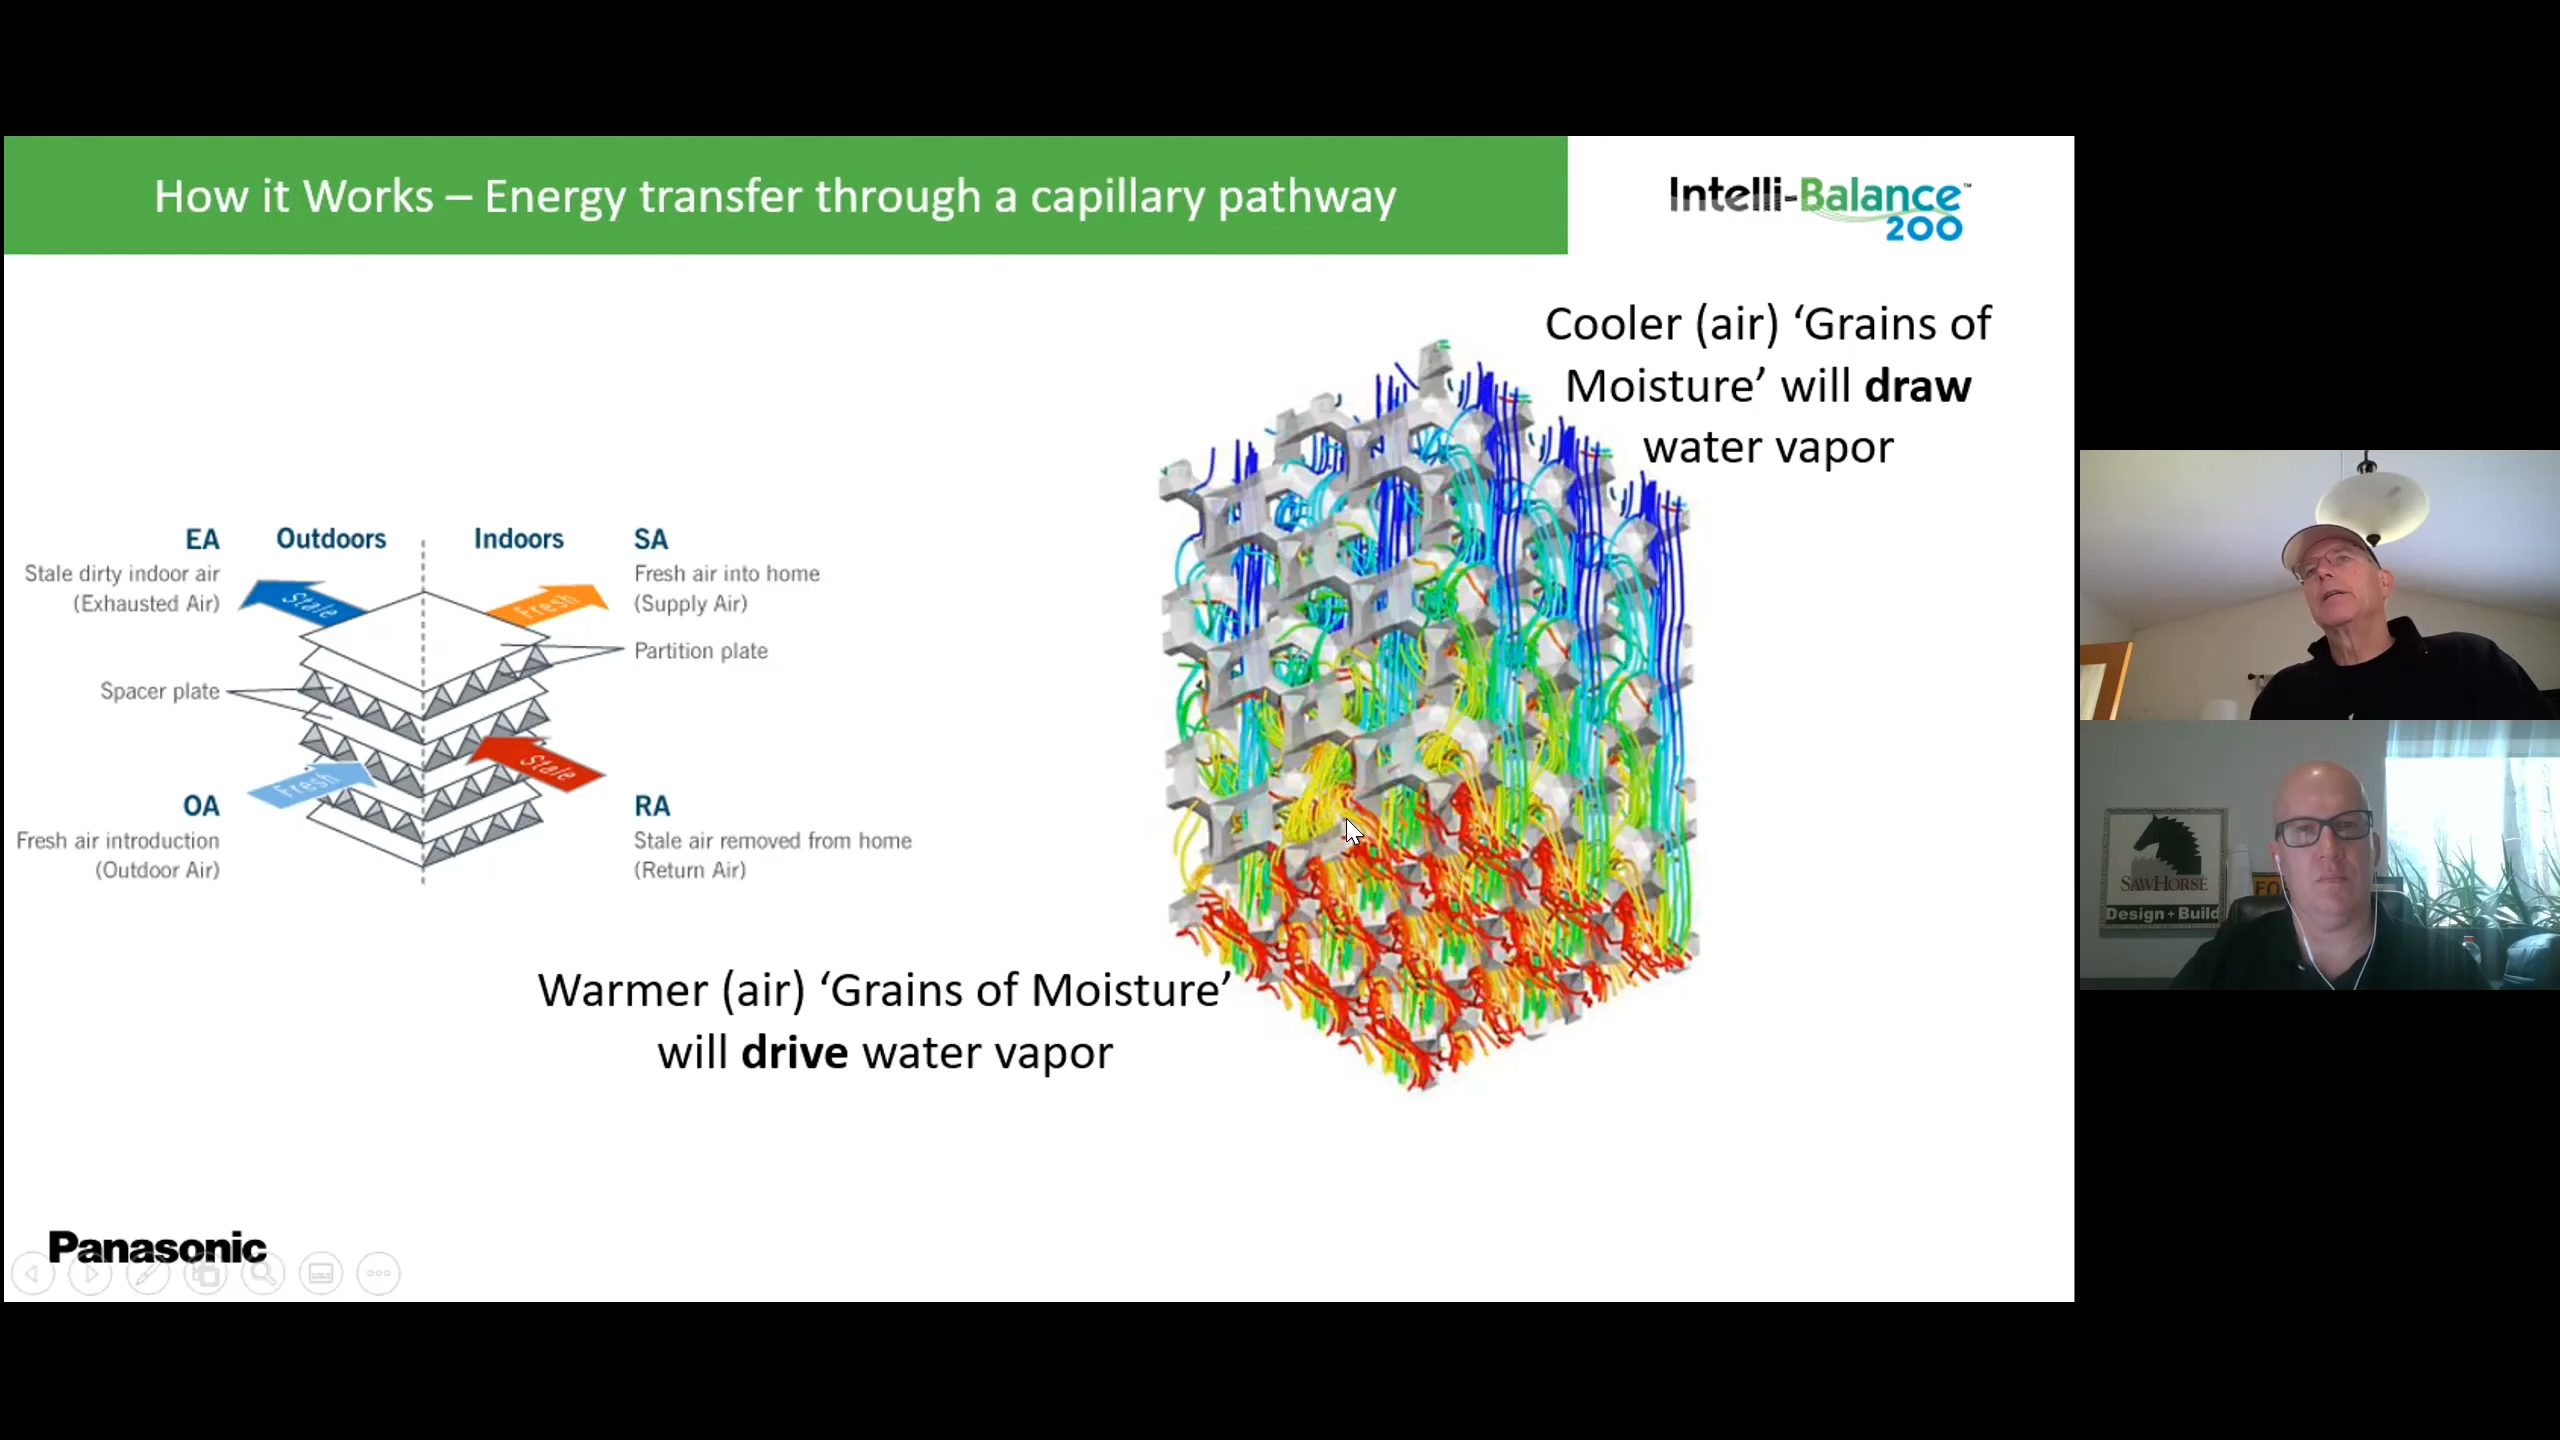 How it Works – Energy transfer through a capillary pathway
Intelli-Balance™
200
Cooler (air) ‘Grains of
Moisture’ will draw
water vapor
EA
Outdoors
Indoors
SA
Stale dirty indoor air
(Exhausted Air)
Stale
Fresh
Fresh air into home
(Supply Air)
Partition plate
Spacer plate
Fresh
Stale
OA
Fresh air introduction
(Outdoor Air)
RA
Stale air removed from home
(Return Air)
Warmer (air) ‘Grains of Moisture’
will drive water vapor
Panasonic
SAWHORSE
Design + Build
FO